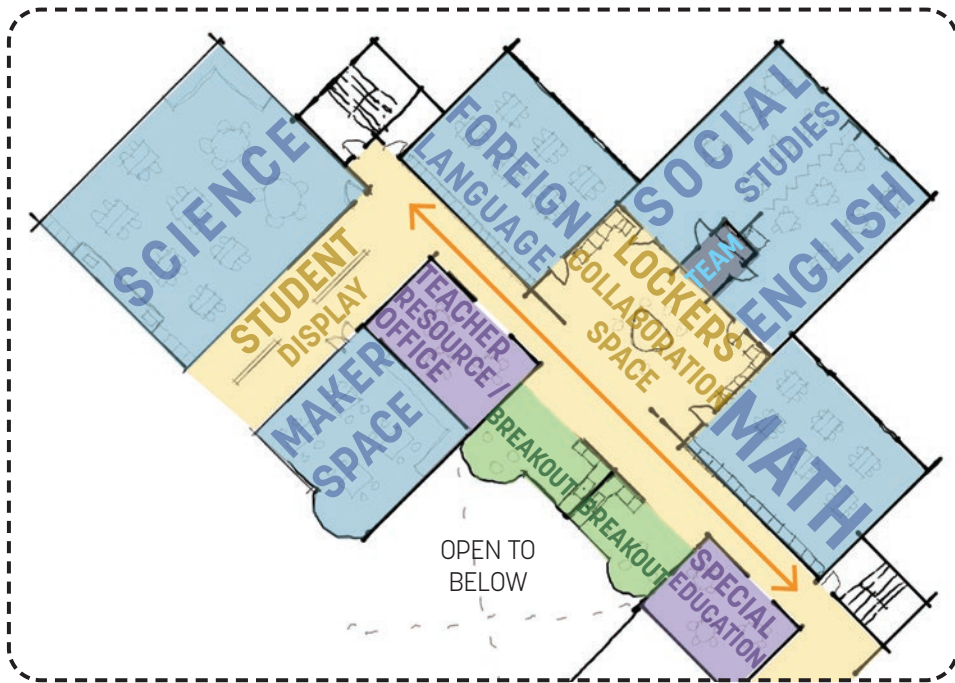 SCIENCE
FOREIGN
LANGUAGE
SOCIAL
STUDIES
TEAM
ENGLISH
STUDENT
DISPLAY
LOCKERS
COLLABORATION
SPACE
TEACHER
RESOURCE /
OFFICE
MAKER
SPACE
MATH
BREAKOUT
BREAKOUT
OPEN TO
BELOW
SPECIAL
EDUCATION